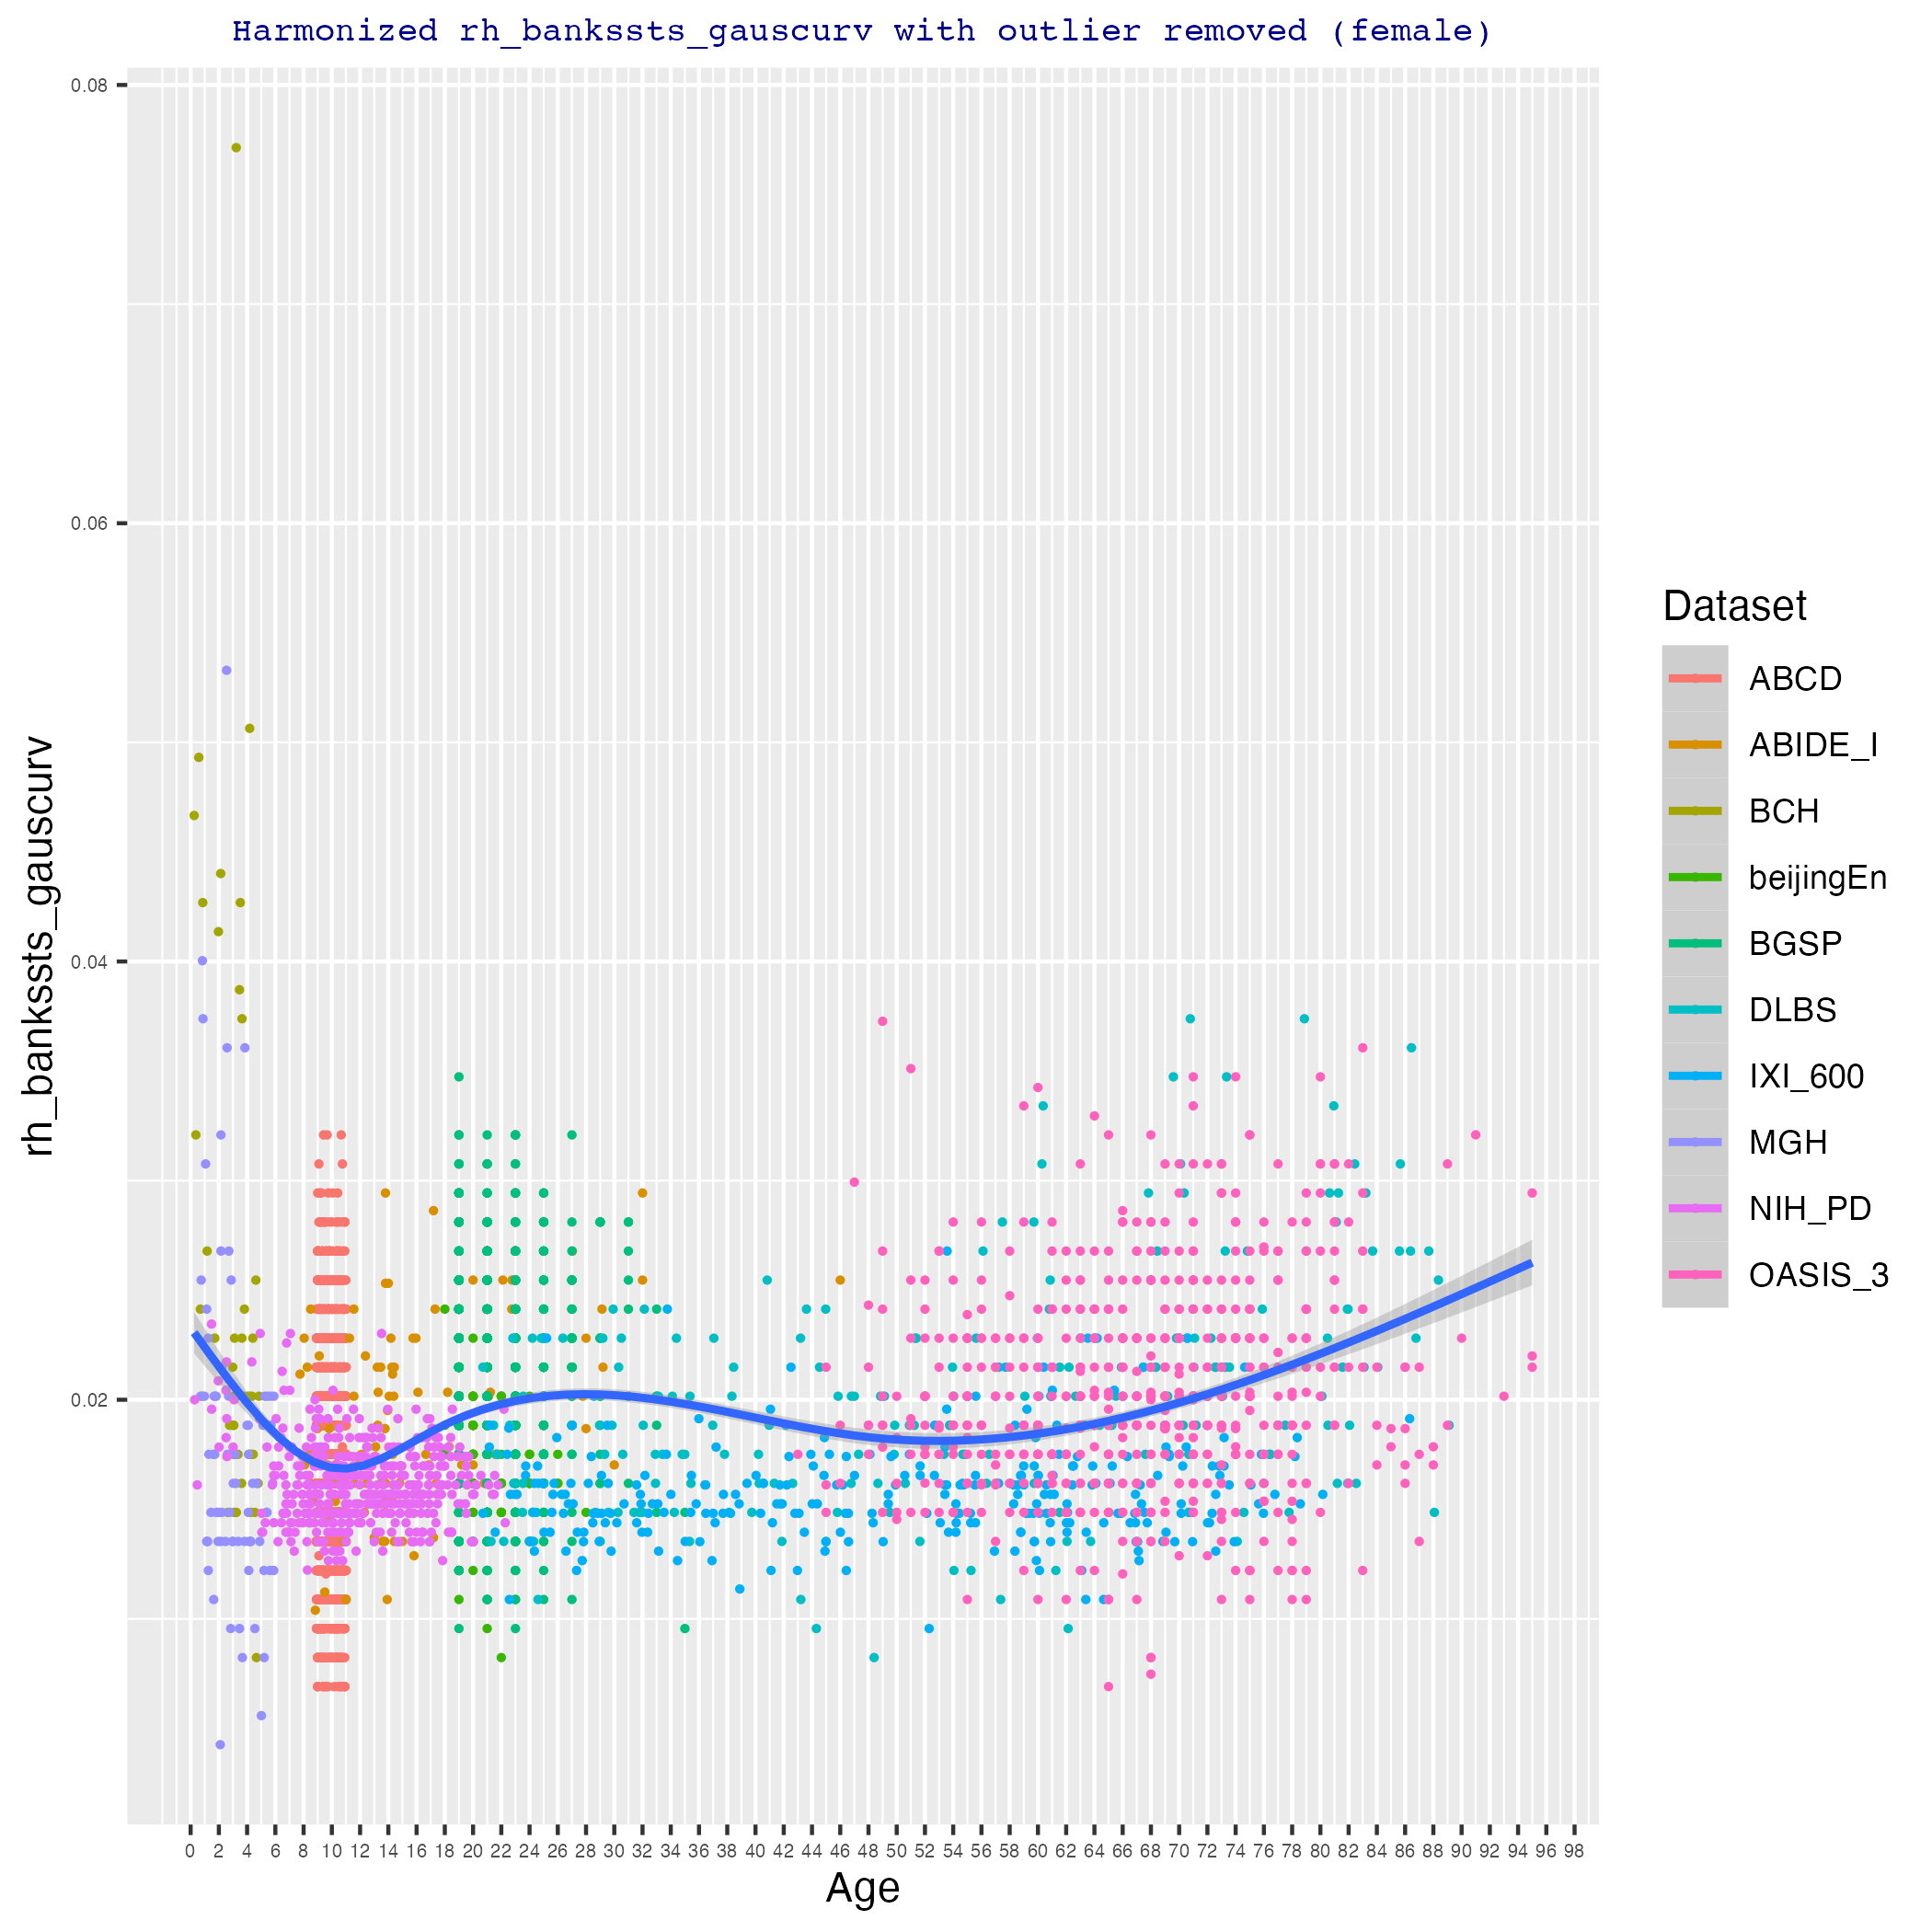 Harmonized rh_bankssts_gauscurv with outlier removed (female)
rh_bankssts_gauscurv
0.08
0.06
0.04
0.02
0 2 4 6 8 10 12 14 16 18 20 22 24 26 28 30 32 34 36 38 40 42 44 46 48 50 52 54 56 58 60 62 64 66 68 70 72 74 76 78 80 82 84 86 88 90 92 94 96 98
Age
Dataset
ABCD
ABIDE_I
BCH
beijingEn
BGSP
DLBS
IXI_600
MGH
NIH_PD
OASIS_3